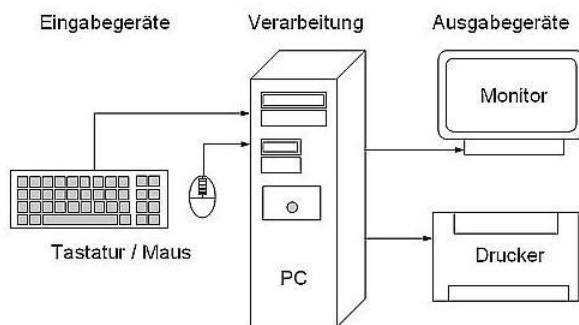 Eingabegeräte
Verarbeitung
Ausgabegeräte
Monitor
Tastatur / Maus
PC
Drucker